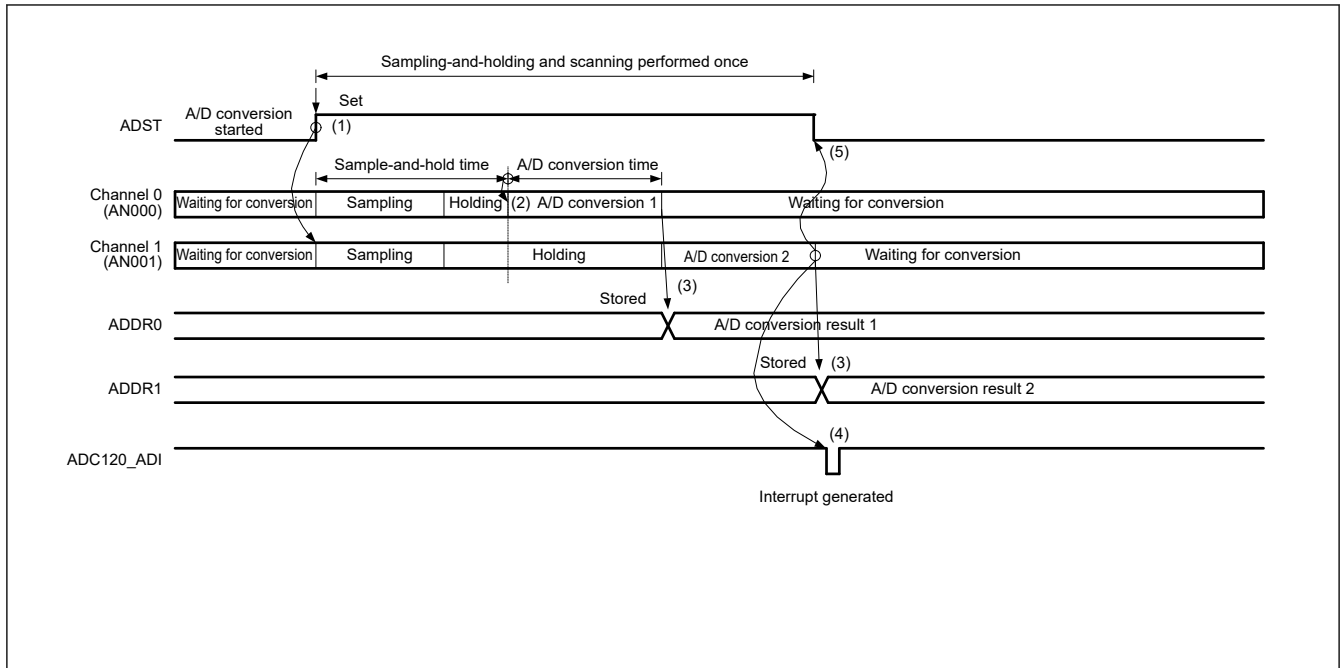 Sampling-and-holding and scanning performed once
ADST
A/D conversion
started
Set
(1)
(5)
Sample-and-hold time
A/D conversion time
Channel 0
(AN000)
Waiting for conversion
Sampling
Holding
(2)
A/D conversion 1
Waiting for conversion
Channel 1
(AN001)
Waiting for conversion
Sampling
Holding
A/D conversion 2
Waiting for conversion
Stored
(3)
ADDR0
A/D conversion result 1
Stored
(3)
ADDR1
A/D conversion result 2
(4)
ADC120_ADI
Interrupt generated